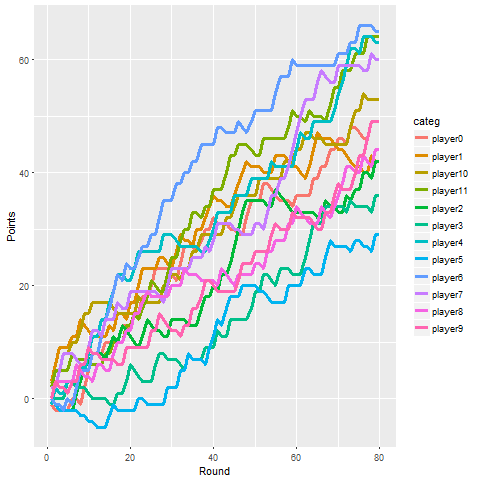 60
40
20
0
Points
0
20
40
60
80
Round
categ
player0
player1
player10
player11
player2
player3
player4
player5
player6
player7
player8
player9